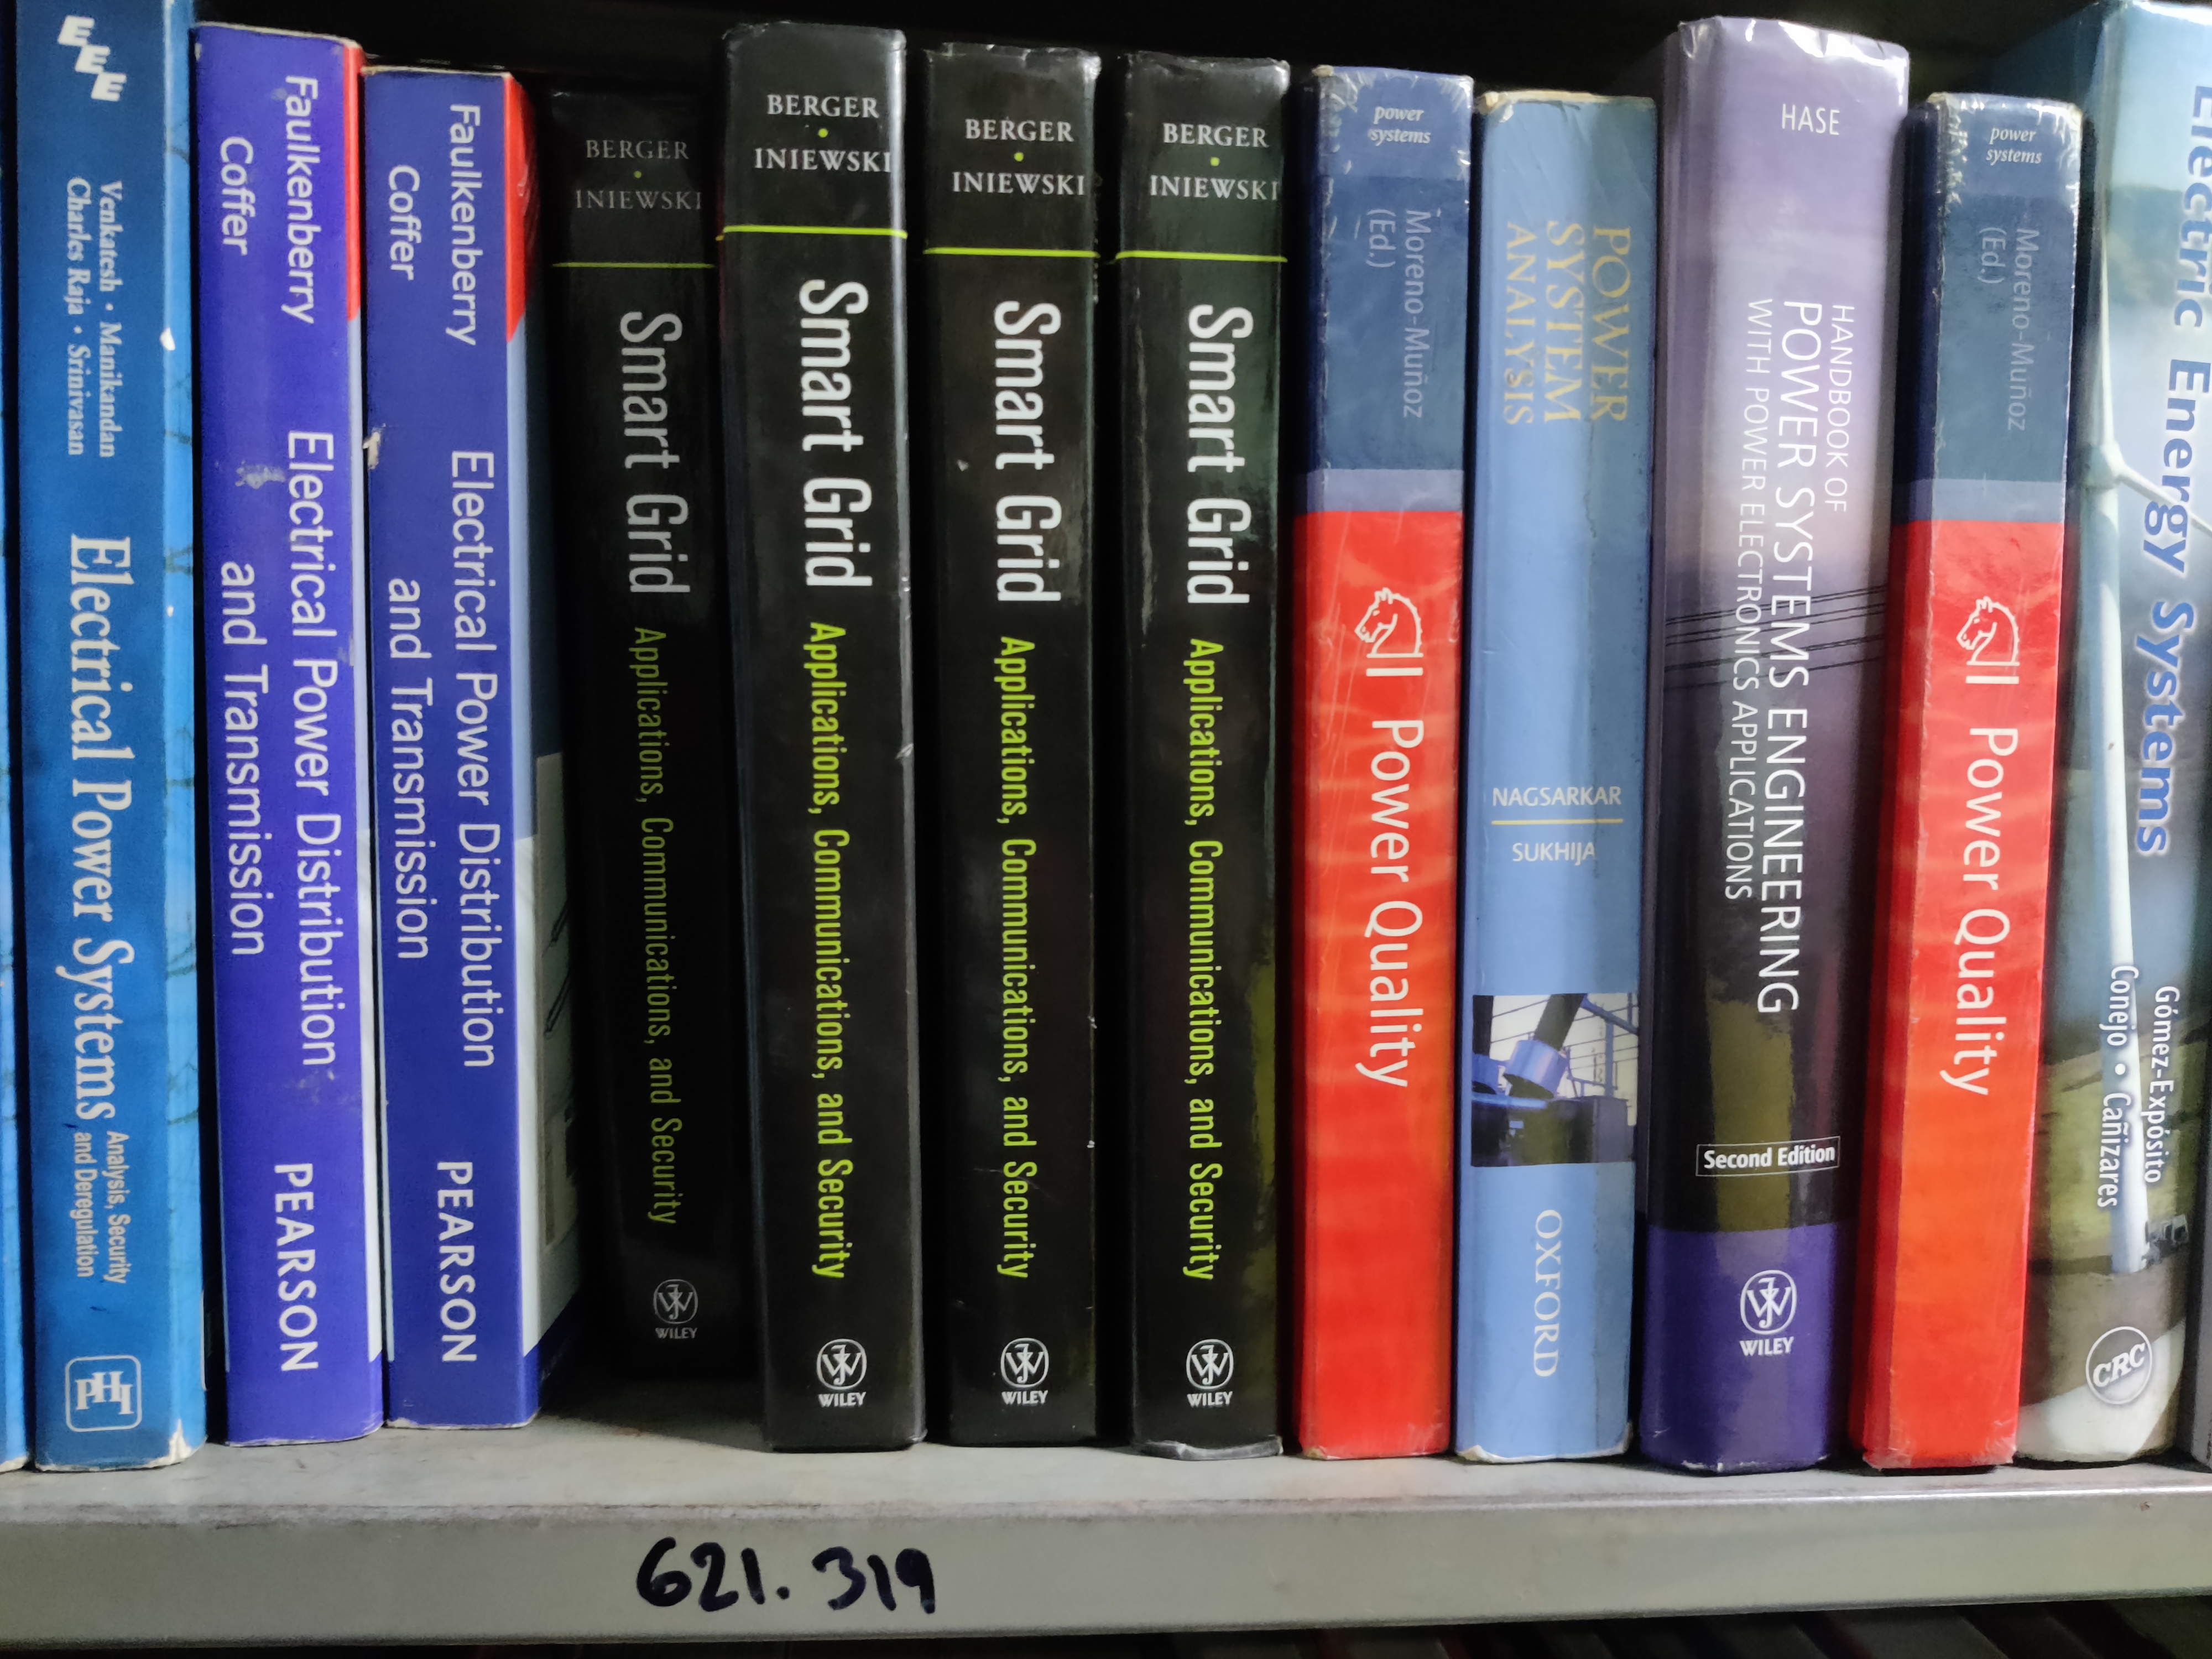 EEE
Venkatesh • Manikandan
Charles Raja • Srinivasan
Electrical Power Systems
Analysis, Security
and Deregulation
PHI
Faulkenberry
Coffer
Electrical Power Distribution
and Transmission
PEARSON
Faulkenberry
Coffer
Electrical Power Distribution
and Transmission
PEARSON
BERGER
•
INIEWSKI
Smart Grid Applications, Communications, and Security
WILEY
BERGER
•
INIEWSKI
Smart Grid Applications, Communications, and Security
WILEY
BERGER
•
INIEWSKI
Smart Grid Applications, Communications, and Security
WILEY
BERGER
•
INIEWSKI
Smart Grid Applications, Communications, and Security
WILEY
power
systems
Moreno-Muñoz
(Ed.)
Power Quality
POWER
SYSTEM
ANALYSIS
NAGSARKAR
SUKHIJA
OXFORD
HASE
HANDBOOK OF
POWER SYSTEMS ENGINEERING
WITH POWER ELECTRONICS APPLICATIONS
Second Edition
WILEY
power
systems
Moreno-Muñoz
(Ed.)
Power Quality
Electric Energy Systems
Gómez-Expósito
Conejo • Cañizares
CRC
621.319